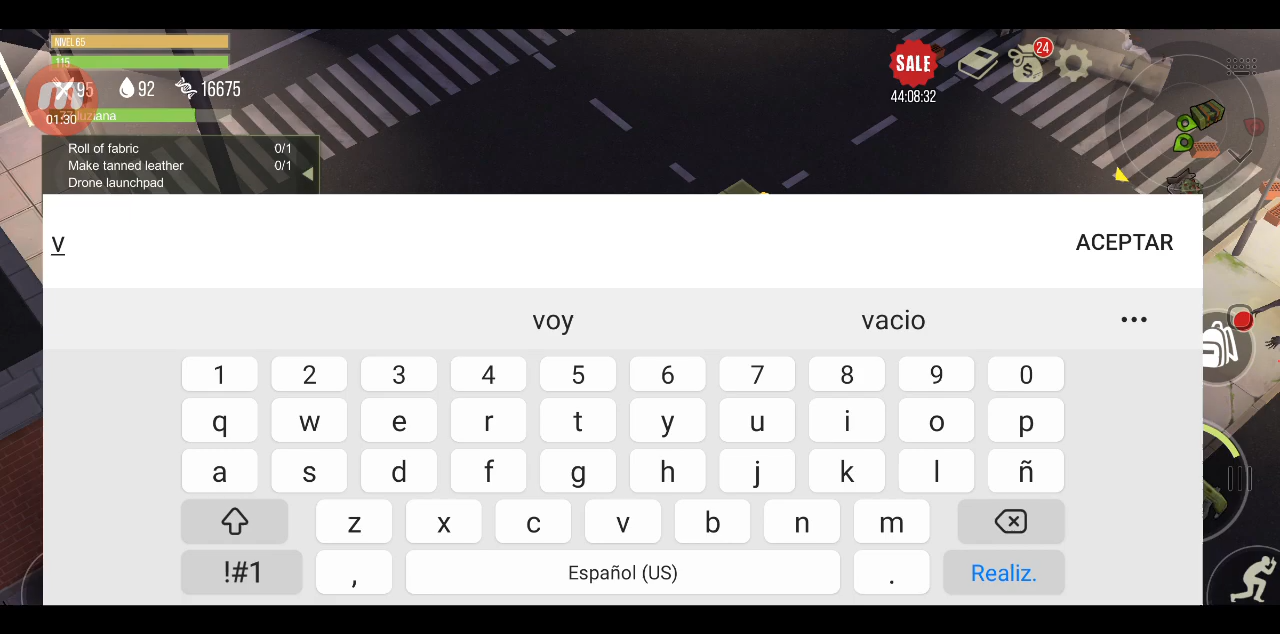 NIVEL 65
115
95 92 16675
01:30
luziana
SALE
24
44:08:32
Roll of fabric 0/1
Make tanned leather 0/1
Drone launchpad
v
ACEPTAR
voy vacio •••
1 2 3 4 5 6 7 8 9 0
q w e r t y u i o p
a s d f g h j k l ñ
z x c v b n m
!#1 , Español (US) . Realiz.